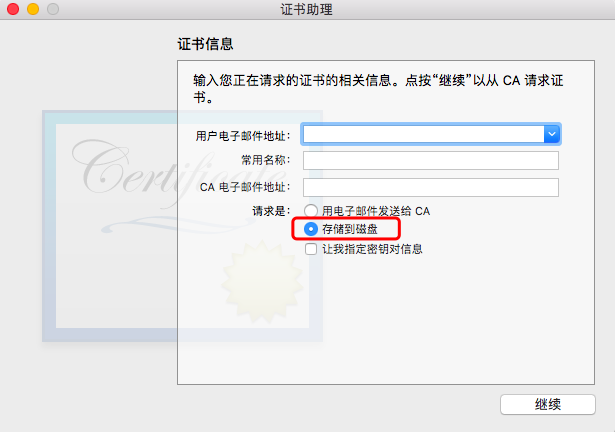 证书助理
证书信息
输入您正在请求的证书的相关信息。点按“继续”以从 CA 请求证
书。
Certificate
用户电子邮件地址：
常用名称：
CA 电子邮件地址：
请求是： 用电子邮件发送给 CA
存储到磁盘
让我指定密钥对信息
继续